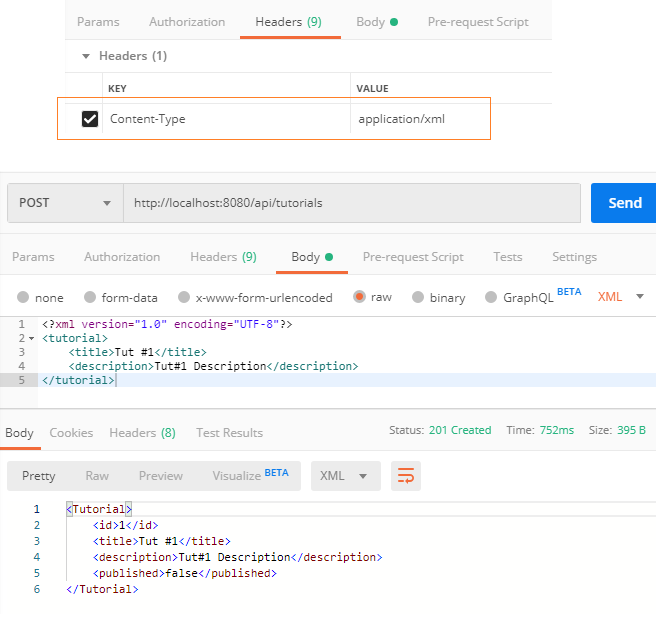 Params Authorization Headers (9) Body Pre-request Script
Headers (1)
KEY VALUE
Content-Type application/xml
POST http://localhost:8080/api/tutorials Send
Params Authorization Headers (9) Body Pre-request Script Tests Settings
none form-data x-www-form-urlencoded raw binary GraphQL BETA XML
1 <?xml version="1.0" encoding="UTF-8"?>
2 <tutorial>
3 <title>Tut #1</title>
4 <description>Tut#1 Description</description>
5 </tutorial>
Body Cookies Headers (8) Test Results Status: 201 Created Time: 752ms Size: 395 B
Pretty Raw Preview Visualize BETA XML
1 <Tutorial>
2 <id>1</id>
3 <title>Tut #1</title>
4 <description>Tut#1 Description</description>
5 <published>false</published>
6 </Tutorial>